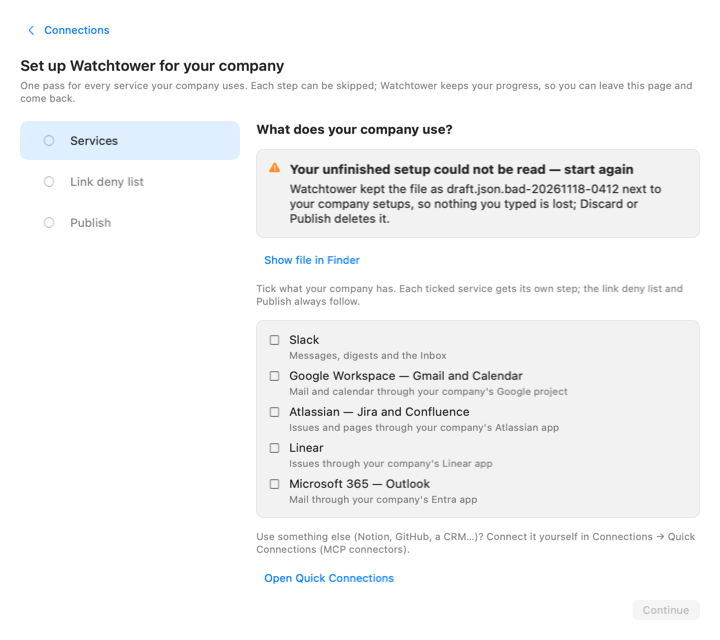 Connections
Set up Watchtower for your company
One pass for every service your company uses. Each step can be skipped; Watchtower keeps your progress, so you can leave this page and
come back.
Services
Link deny list
Publish
What does your company use?
Your unfinished setup could not be read — start again
Watchtower kept the file as draft.json.bad-20261118-0412 next to
your company setups, so nothing you typed is lost; Discard or
Publish deletes it.
Show file in Finder
Tick what your company has. Each ticked service gets its own step; the link deny list and
Publish always follow.
Slack
Messages, digests and the Inbox
Google Workspace — Gmail and Calendar
Mail and calendar through your company's Google project
Atlassian — Jira and Confluence
Issues and pages through your company's Atlassian app
Linear
Issues through your company's Linear app
Microsoft 365 — Outlook
Mail through your company's Entra app
Use something else (Notion, GitHub, a CRM…)? Connect it yourself in Connections → Quick
Connections (MCP connectors).
Open Quick Connections
Continue